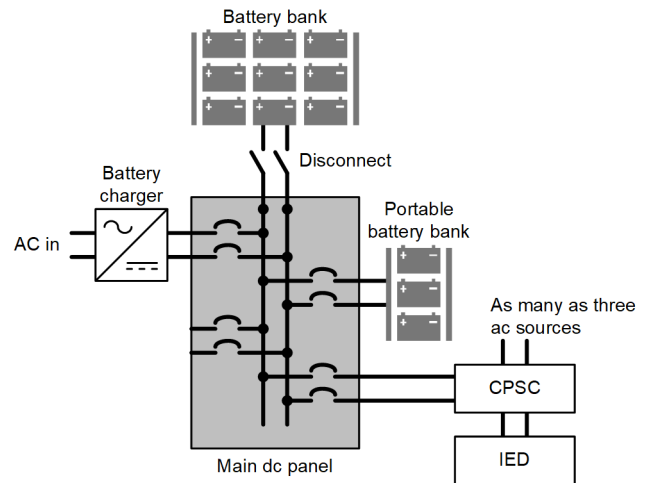 Battery bank
Disconnect
Battery
charger
AC in
Portable
battery bank
As many as three
ac sources
CPSC
IED
Main dc panel